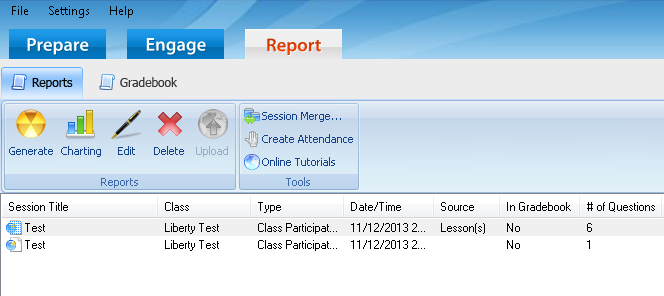 File Settings Help
Prepare Engage Report
Reports Gradebook
Generate Charting Edit Delete Upload
Reports
Session Merge...
Create Attendance
Online Tutorials
Tools
Session Title Class Type Date/Time Source In Gradebook # of Questions
Test Liberty Test Class Participat... 11/12/2013 2... Lesson(s) No 6
Test Liberty Test Class Participat... 11/12/2013 2... No 1